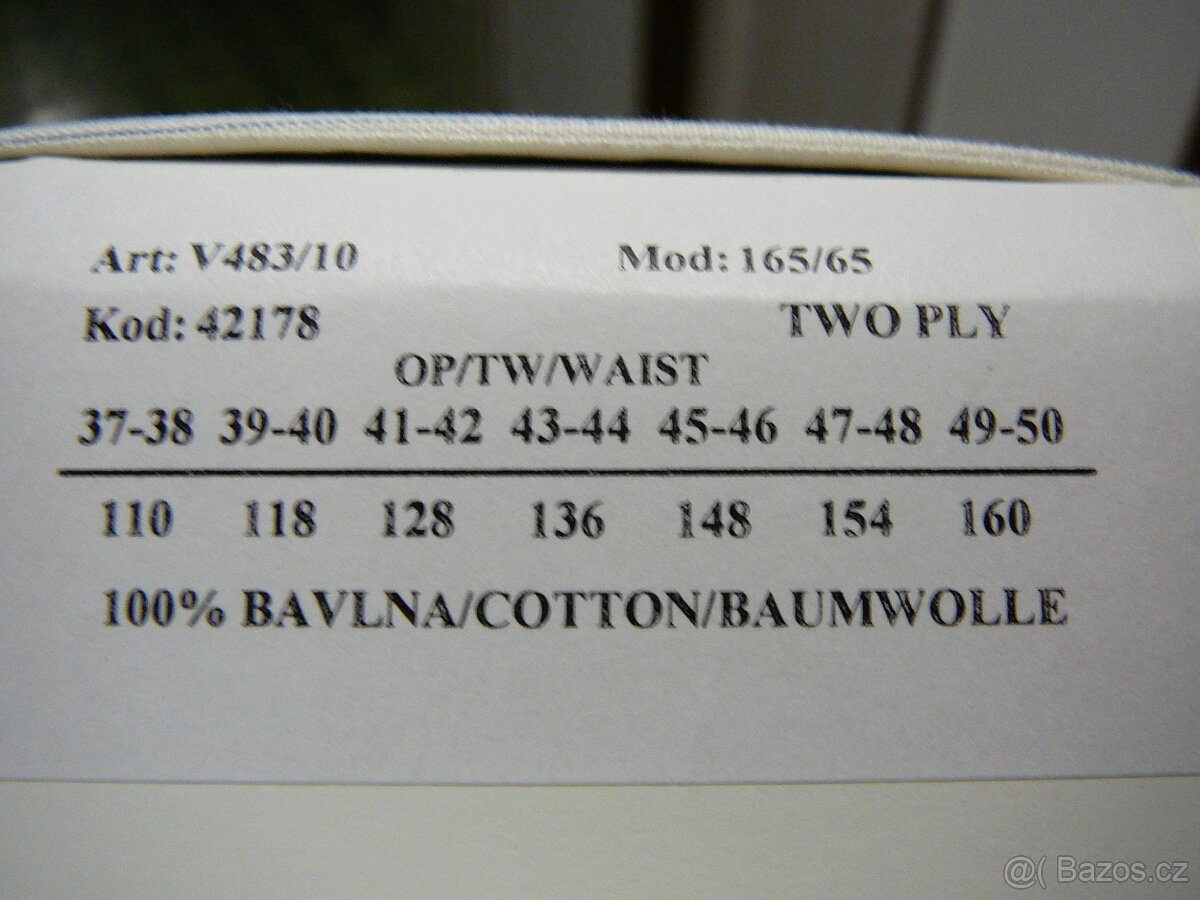 Art: V483/10 Mod: 165/65
Kod: 42178 TWO PLY
OP/TW/WAIST
37-38 39-40 41-42 43-44 45-46 47-48 49-50
110 118 128 136 148 154 160
100% BAVLNA/COTTON/BAUMWOLLE
@( Bazos.cz